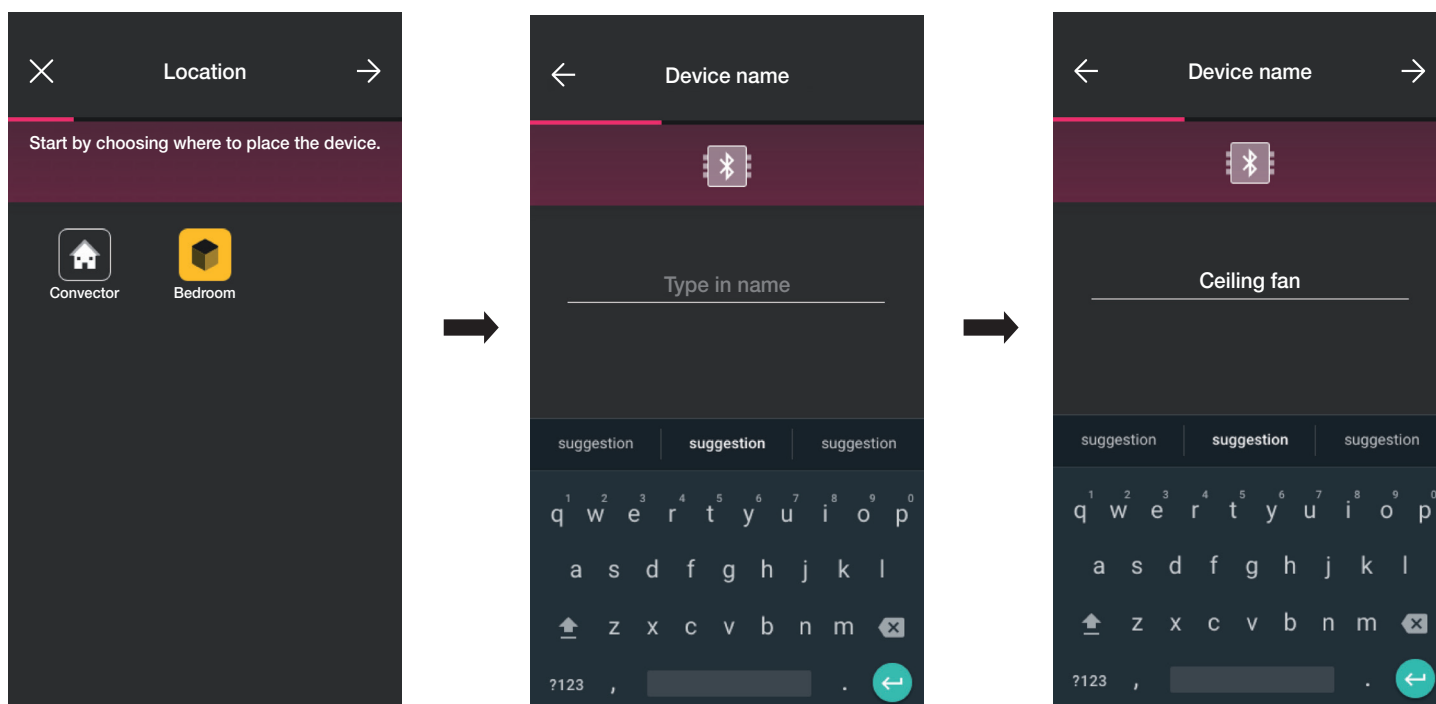 Location
Start by choosing where to place the device.
Convector Bedroom
Device name
Type in name
suggestion suggestion suggestion
1 2 3 4 5 6 7 8 9 0
q w e r t y u i o p
a s d f g h j k l
z x c v b n m
?123 , .
Device name
Ceiling fan
suggestion suggestion suggestion
1 2 3 4 5 6 7 8 9 0
q w e r t y u i o p
a s d f g h j k l
z x c v b n m
?123 , .